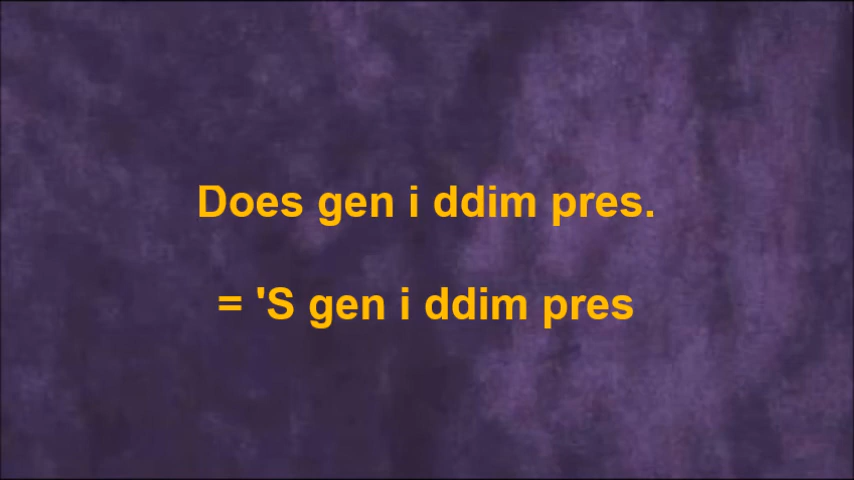 Does gen i ddim pres.
= 'S gen i ddim pres